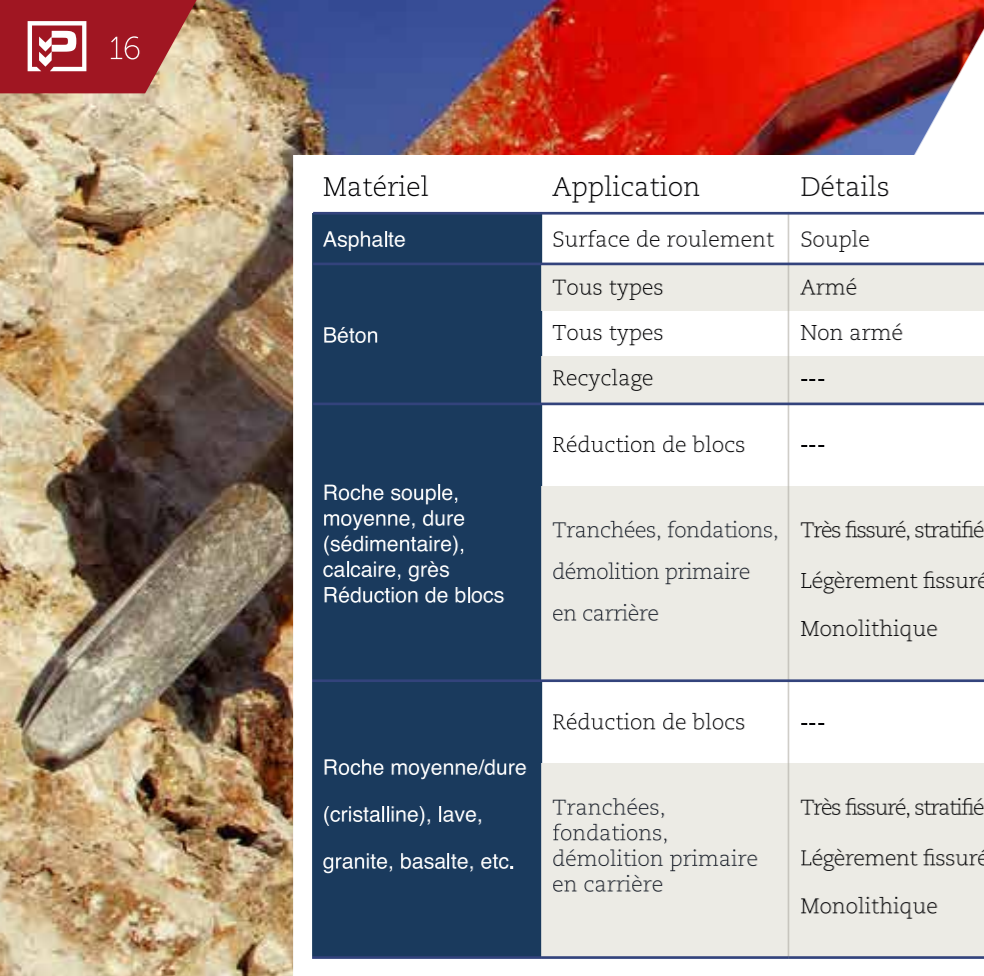 16
Matériel Application Détails
Asphalte Surface de roulement Souple
Béton
Tous types Armé
Tous types Non armé
Recyclage ---
Roche souple,
moyenne, dure
(sédimentaire),
calcaire, grès
Réduction de blocs
Réduction de blocs ---
Tranchées, fondations,
démolition primaire
en carrière
Très fissuré, stratifié
Légèrement fissuré
Monolithique
Roche moyenne/dure
(cristalline), lave,
granite, basalte, etc.
Réduction de blocs ---
Tranchées,
fondations,
démolition primaire
en carrière
Très fissuré, stratifié
Légèrement fissuré
Monolithique